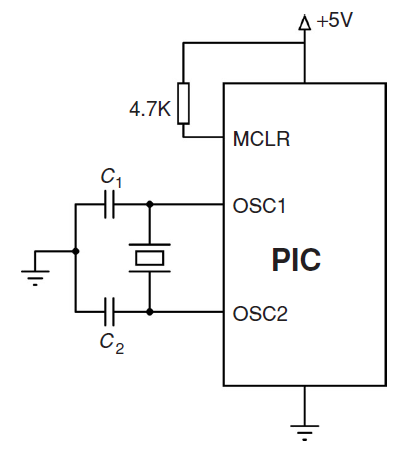 +5V
4.7K
MCLR
C1
OSC1
PIC
OSC2
C2